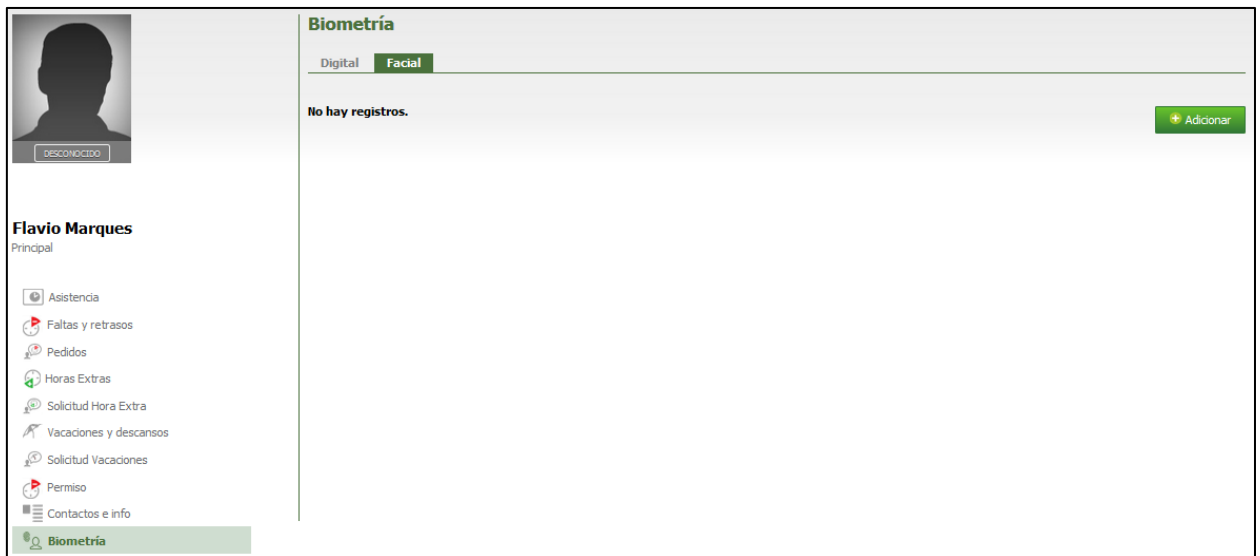 DESCONOCIDO
Flavio Marques
Principal
Asistencia
Faltas y retrasos
Pedidos
Horas Extras
Solicitud Hora Extra
Vacaciones y descansos
Solicitud Vacaciones
Permiso
Contactos e info
Biometría
Biometría
Digital Facial
No hay registros.
Adicionar